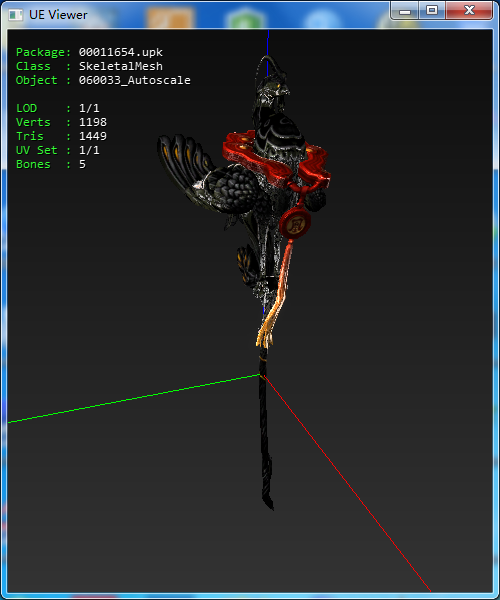 UE Viewer
Package: 00011654.upk
Class  : SkeletalMesh
Object : 060033_Autoscale
LOD    : 1/1
Verts  : 1198
Tris   : 1449
UV Set : 1/1
Bones  : 5